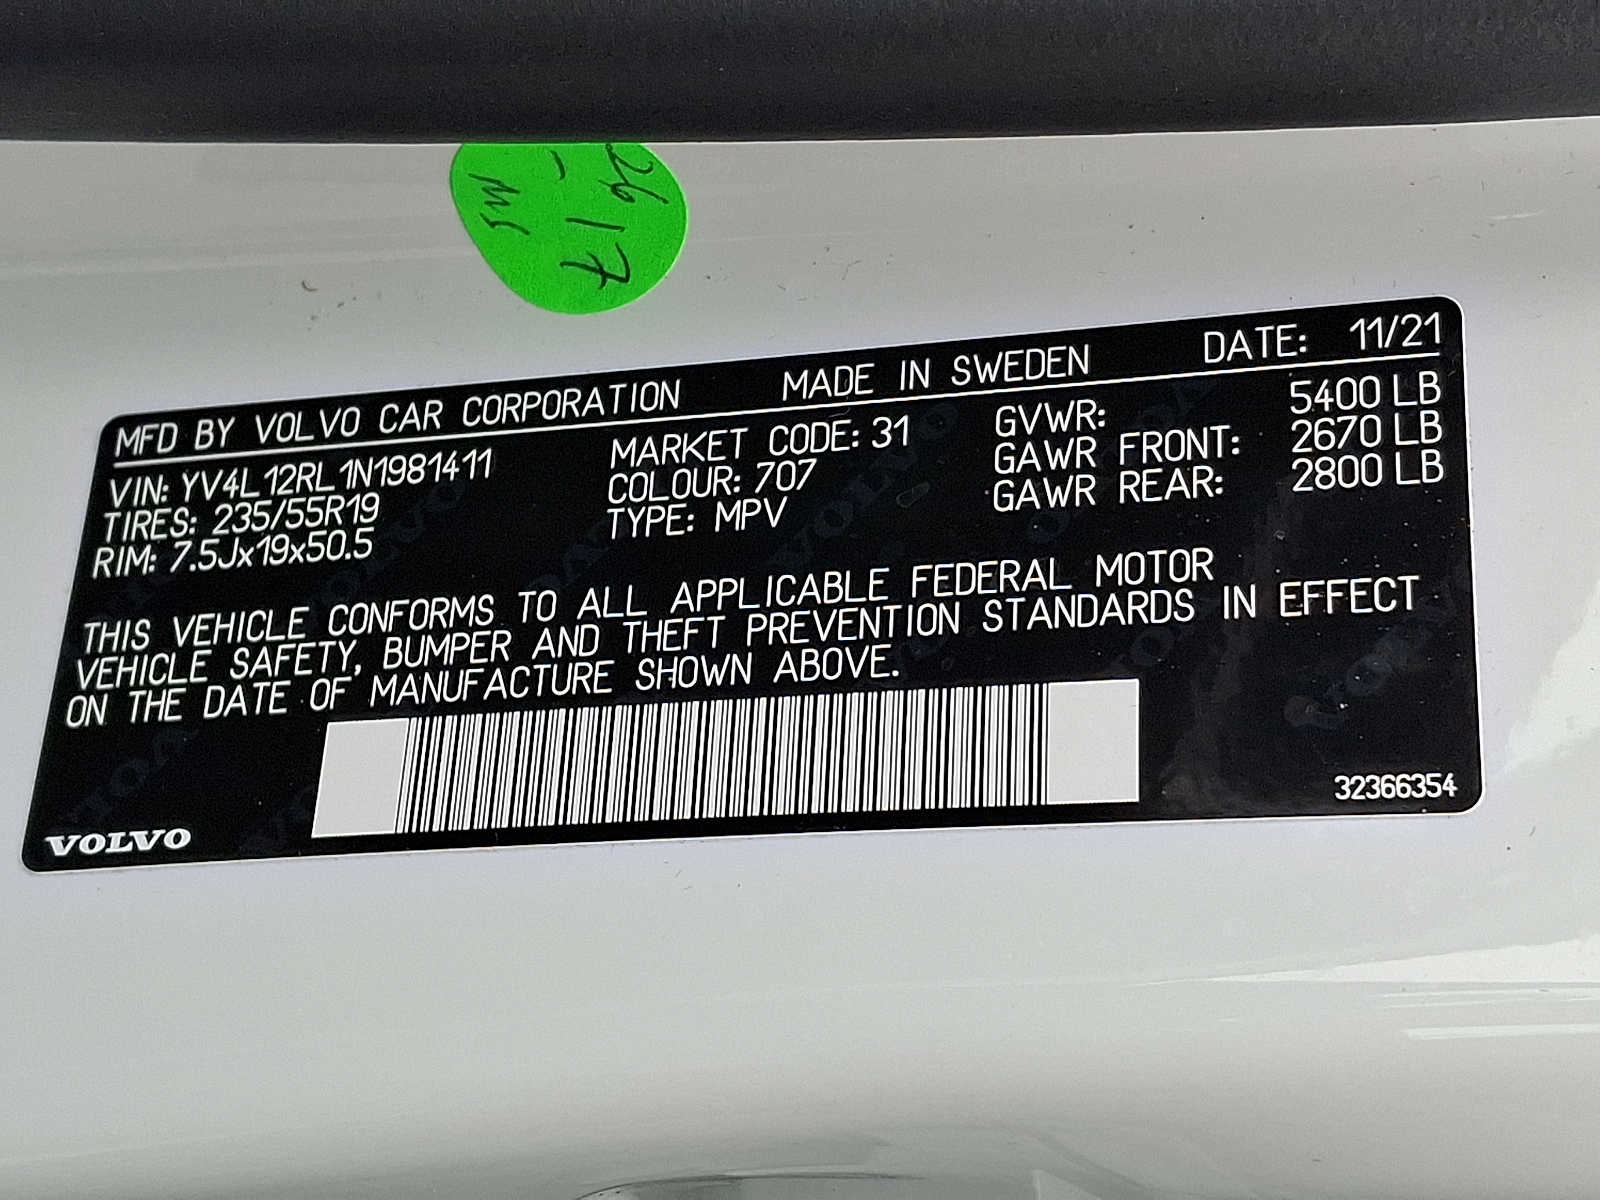 2617
- W5
MFD BY VOLVO CAR CORPORATION MADE IN SWEDEN DATE: 11/21
VIN: YV4L12RL1N1981411 MARKET CODE: 31 GVWR: 5400 LB
TIRES: 235/55R19 COLOUR: 707 GAWR FRONT: 2670 LB
RIM: 7.5Jx19x50.5 TYPE: MPV GAWR REAR: 2800 LB
THIS VEHICLE CONFORMS TO ALL APPLICABLE FEDERAL MOTOR
VEHICLE SAFETY, BUMPER AND THEFT PREVENTION STANDARDS IN EFFECT
ON THE DATE OF MANUFACTURE SHOWN ABOVE.
VOLVO
32366354